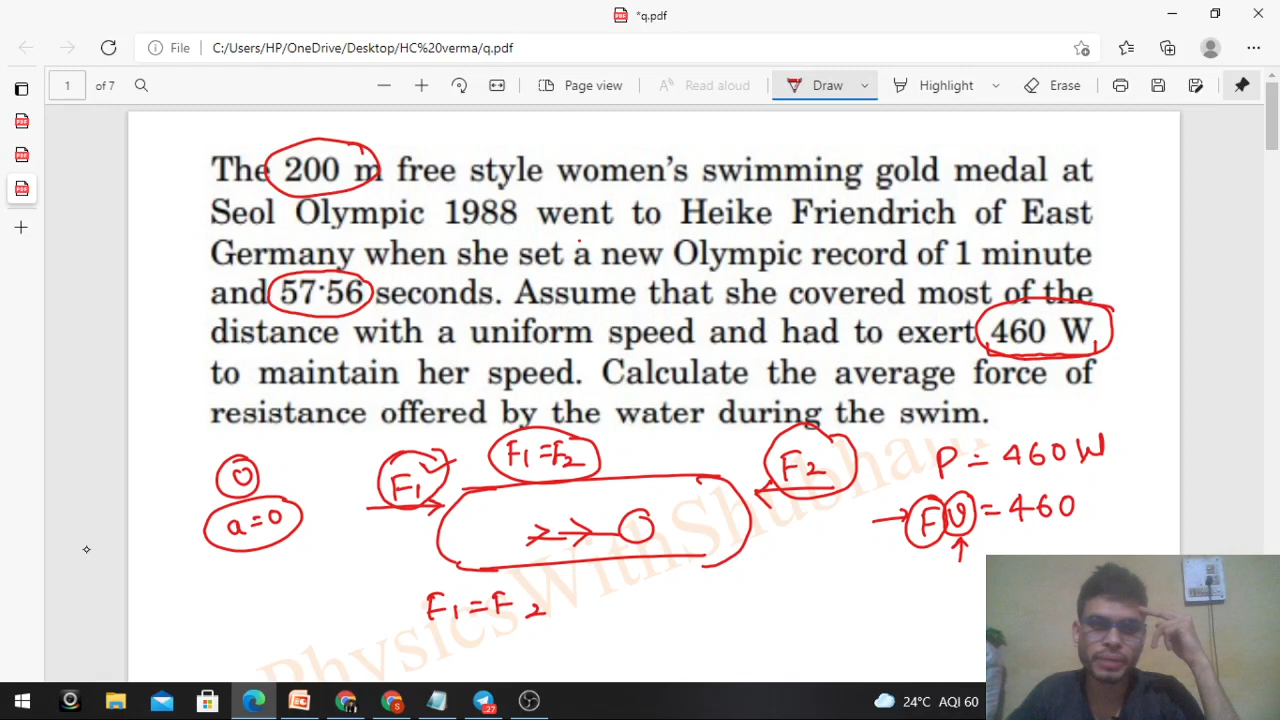 *q.pdf
File C:/Users/HP/OneDrive/Desktop/HC%20verma/q.pdf
1 of 7 Page view Read aloud Draw Highlight Erase
The 200 m free style women's swimming gold medal at
Seol Olympic 1988 went to Heike Friendrich of East
Germany when she set a new Olympic record of 1 minute
and 57·56 seconds. Assume that she covered most of the
distance with a uniform speed and had to exert 460 W
to maintain her speed. Calculate the average force of
resistance offered by the water during the swim.
v F1 F1=F2 F2 P = 460 W
a=0 Fv = 460
F1 = F2
PhysicsWithShubham
24°C AQI 60
27